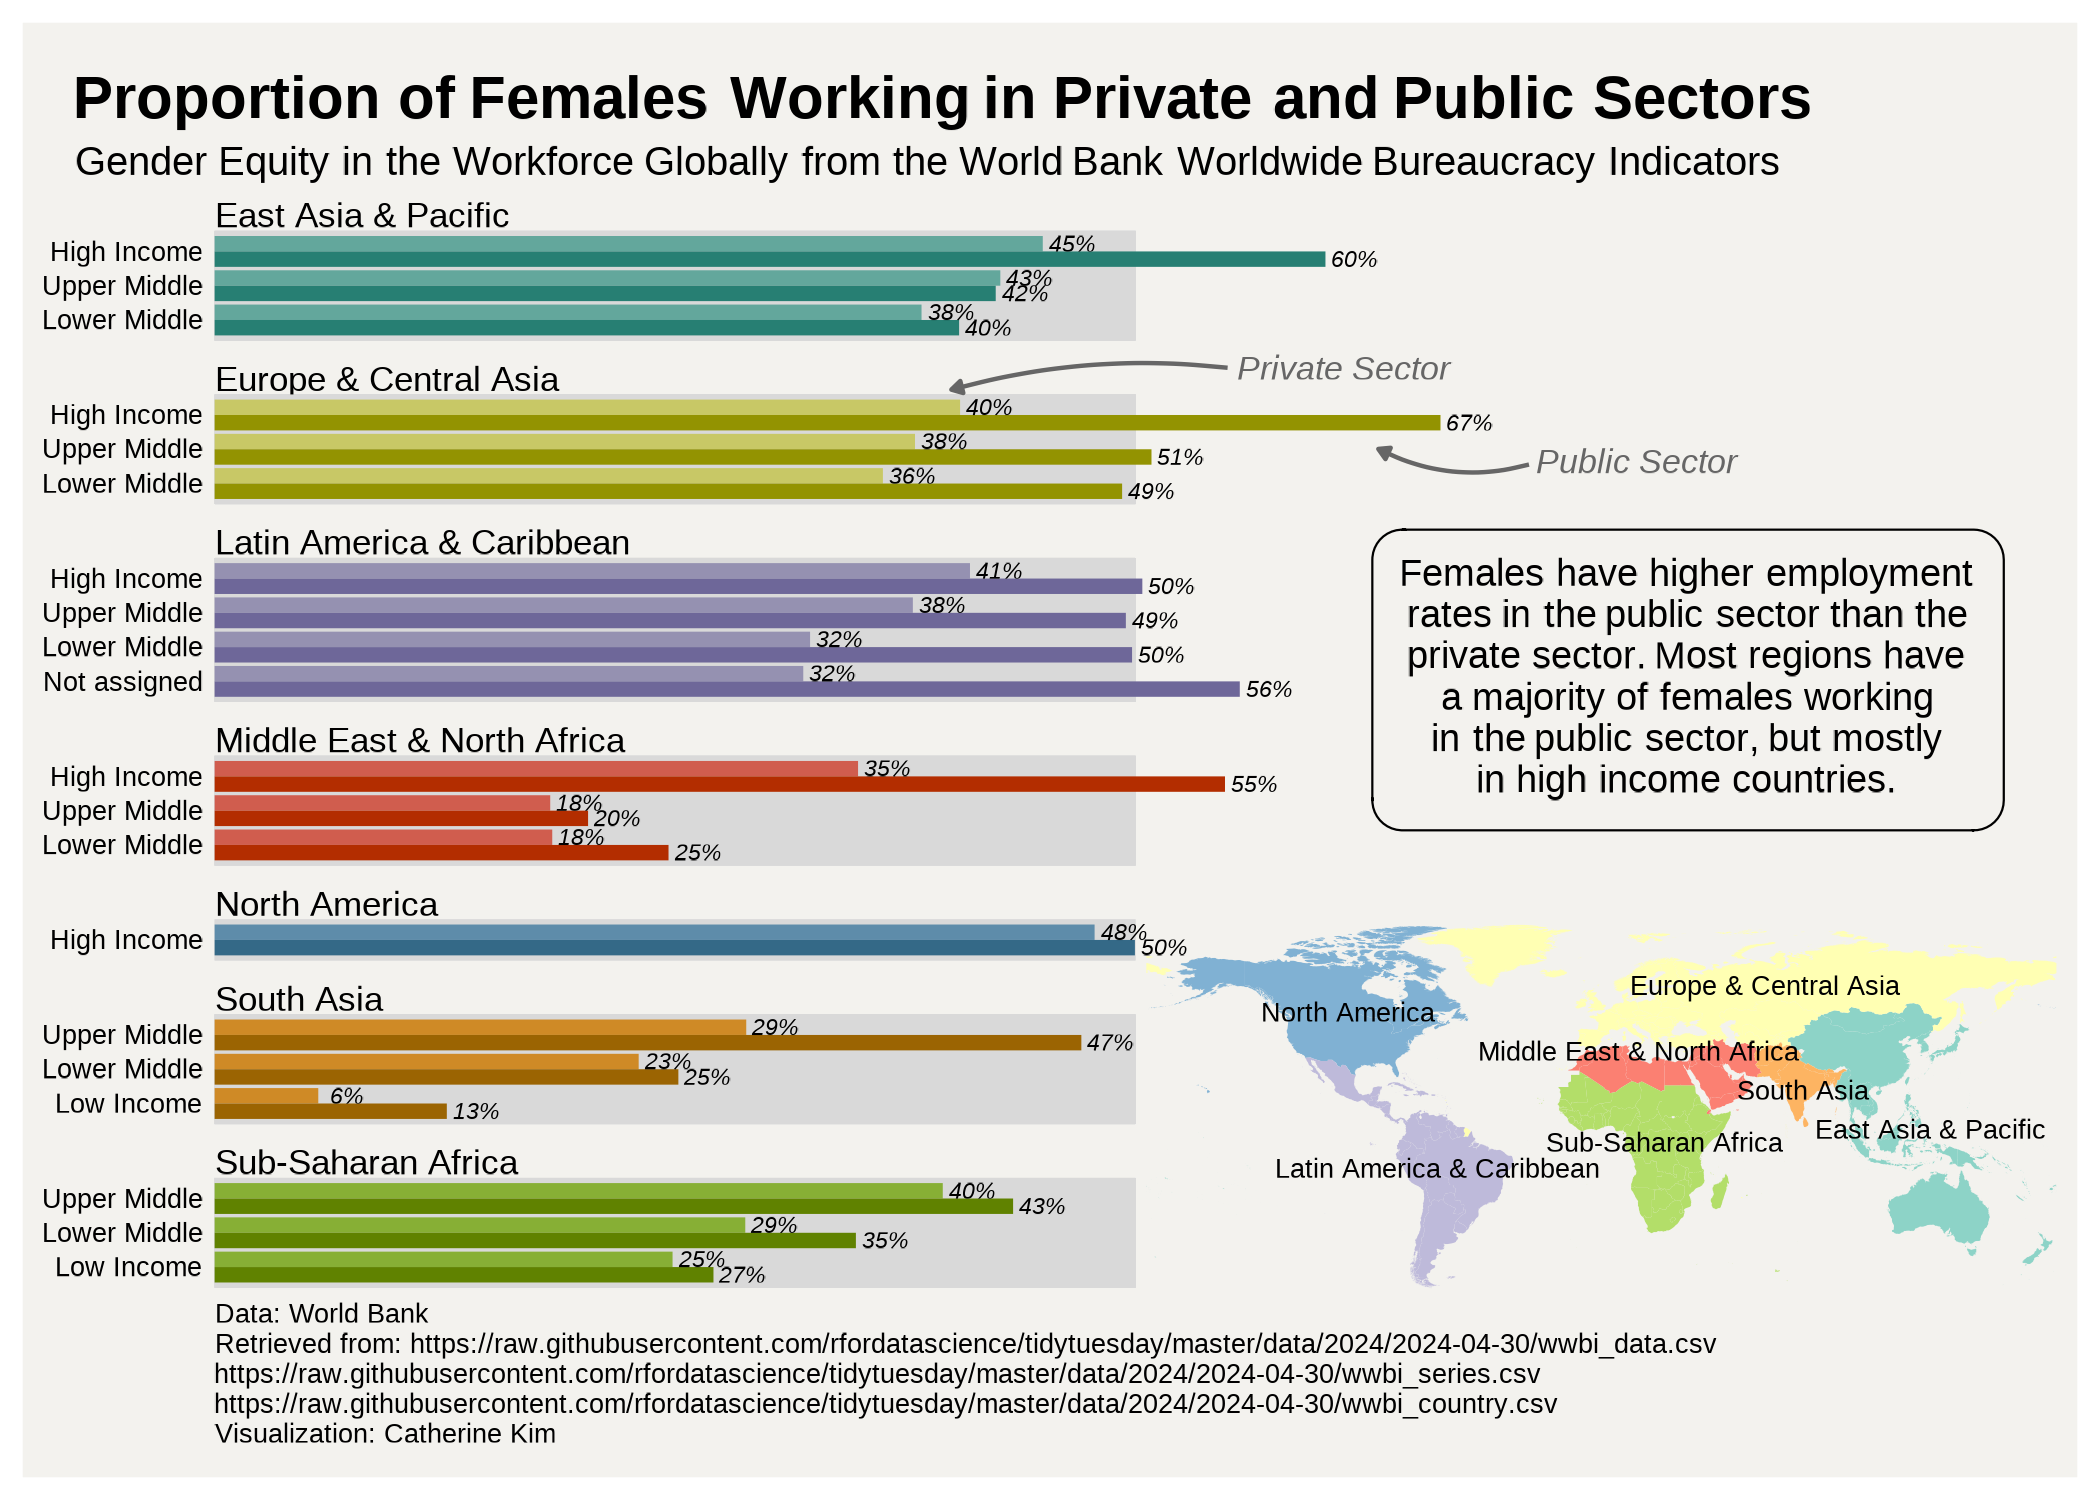 Proportion of Females Working in Private and Public Sectors
Gender Equity in the Workforce Globally from the World Bank Worldwide Bureaucracy Indicators
East Asia & Pacific
High Income
45%
60%
Upper Middle
43%
42%
Lower Middle
38%
40%
Private Sector
Europe & Central Asia
High Income
40%
67%
Upper Middle
38%
51%
Public Sector
Lower Middle
36%
49%
Latin America & Caribbean
High Income
41%
50%
Upper Middle
38%
49%
Lower Middle
32%
50%
Not assigned
32%
56%
Females have higher employment
rates in the public sector than the
private sector. Most regions have
a majority of females working
in the public sector, but mostly
in high income countries.
Middle East & North Africa
High Income
35%
55%
Upper Middle
18%
20%
Lower Middle
18%
25%
North America
High Income
48%
50%
South Asia
Upper Middle
29%
47%
Lower Middle
23%
25%
Low Income
6%
13%
Sub-Saharan Africa
Upper Middle
40%
43%
Lower Middle
29%
35%
Low Income
25%
27%
Europe & Central Asia
North America
Middle East & North Africa
South Asia
East Asia & Pacific
Sub-Saharan Africa
Latin America & Caribbean
Data: World Bank
Retrieved from: https://raw.githubusercontent.com/rfordatascience/tidytuesday/master/data/2024/2024-04-30/wwbi_data.csv
https://raw.githubusercontent.com/rfordatascience/tidytuesday/master/data/2024/2024-04-30/wwbi_series.csv
https://raw.githubusercontent.com/rfordatascience/tidytuesday/master/data/2024/2024-04-30/wwbi_country.csv
Visualization: Catherine Kim